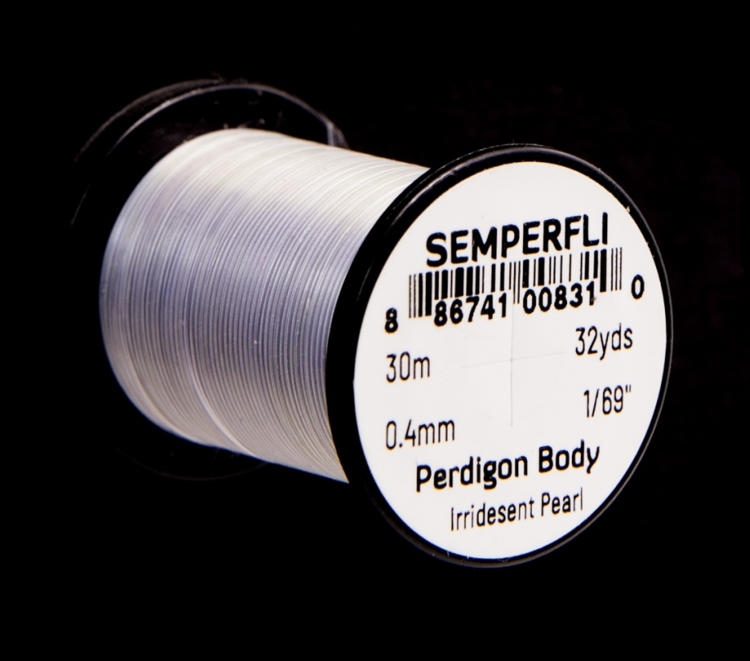 SEMPERFLI
8 86741 00831 0
30m 32yds
0.4mm 1/69"
Perdigon Body
Irridesent Pearl